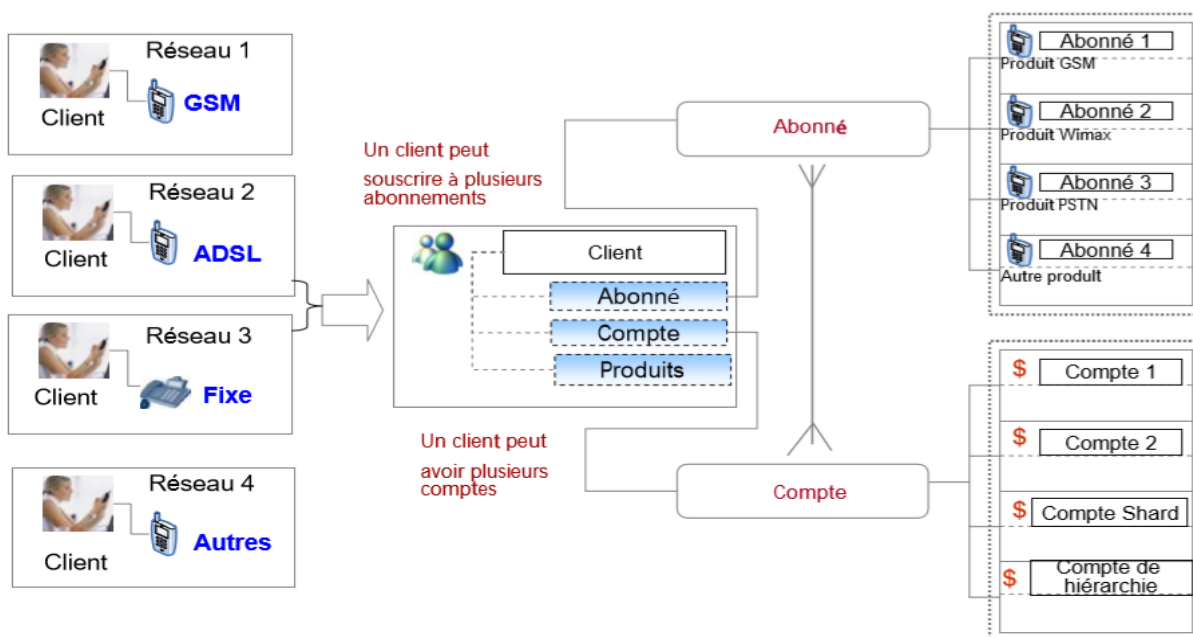 Réseau 1
GSM
Client
Réseau 2
ADSL
Client
Réseau 3
Fixe
Client
Réseau 4
Autres
Client
Un client peut
souscrire à plusieurs
abonnements
Client
Abonné
Compte
Produits
Un client peut
avoir plusieurs
comptes
Abonné
Compte
Abonné 1
Produit GSM
Abonné 2
Produit Wimax
Abonné 3
Produit PSTN
Abonné 4
Autre prodult
$ Compte 1
$ Compte 2
$ Compte Shard
$ Compte de
hiérarchie